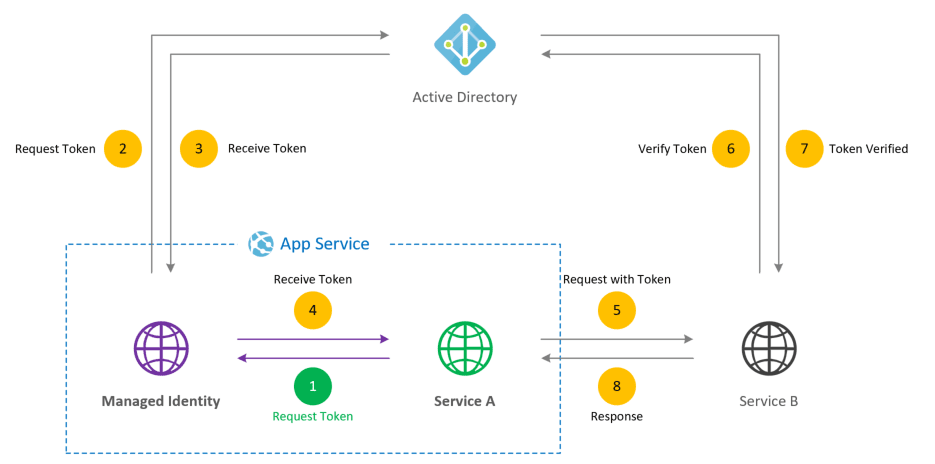 Active Directory
Request Token
2
3
Receive Token
Verify Token
6
7
Token Verified
App Service
Receive Token
4
Request with Token
5
1
Request Token
8
Response
Managed Identity
Service A
Service B